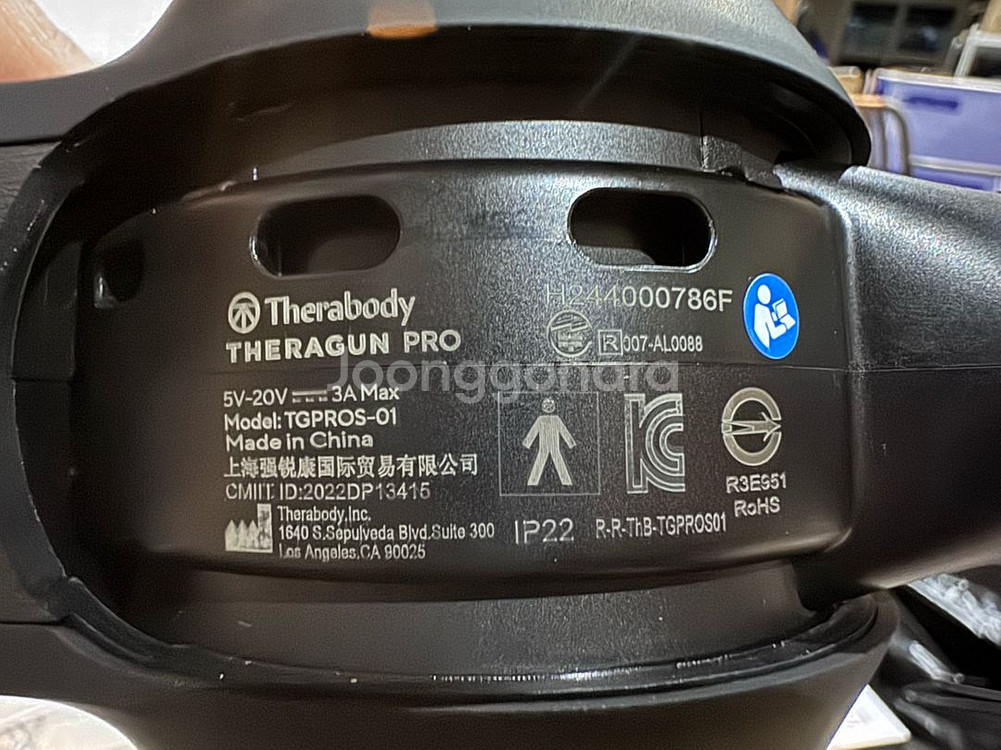 Therabody
THERAGUN PRO
H244000786F
R 007-AL0088
Joonggonara
5V-20V 3A Max
Model: TGPROS-01
Made in China
上海强锐康国际贸易有限公司
CMIIT ID:2022DP13415
Therabody,Inc.
1640 S.Sepulveda Blvd.Suite 300
Los Angeles,CA 90025
IP22
R-R-ThB-TGPROS01
R3E951
RoHS